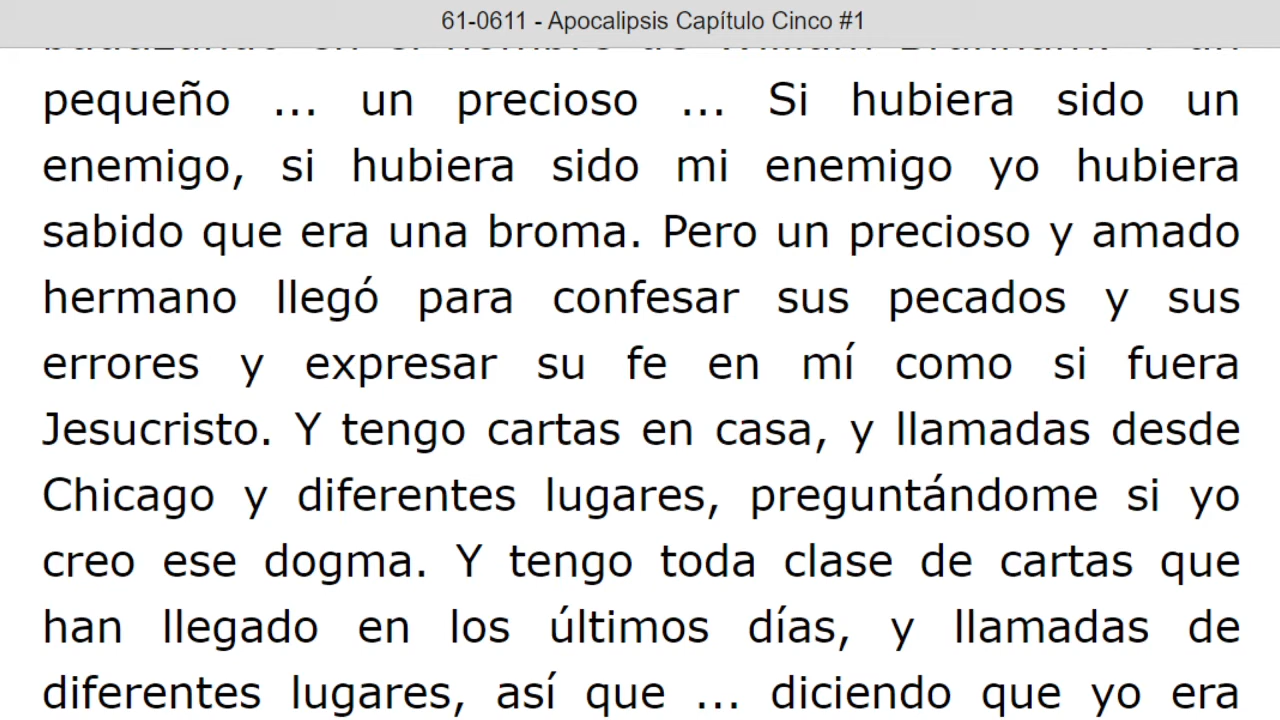 61-0611 - Apocalipsis Capítulo Cinco #1
pequeño ... un precioso ... Si hubiera sido un
enemigo, si hubiera sido mi enemigo yo hubiera
sabido que era una broma. Pero un precioso y amado
hermano llegó para confesar sus pecados y sus
errores y expresar su fe en mí como si fuera
Jesucristo. Y tengo cartas en casa, y llamadas desde
Chicago y diferentes lugares, preguntándome si yo
creo ese dogma. Y tengo toda clase de cartas que
han llegado en los últimos días, y llamadas de
diferentes lugares, así que ... diciendo que yo era